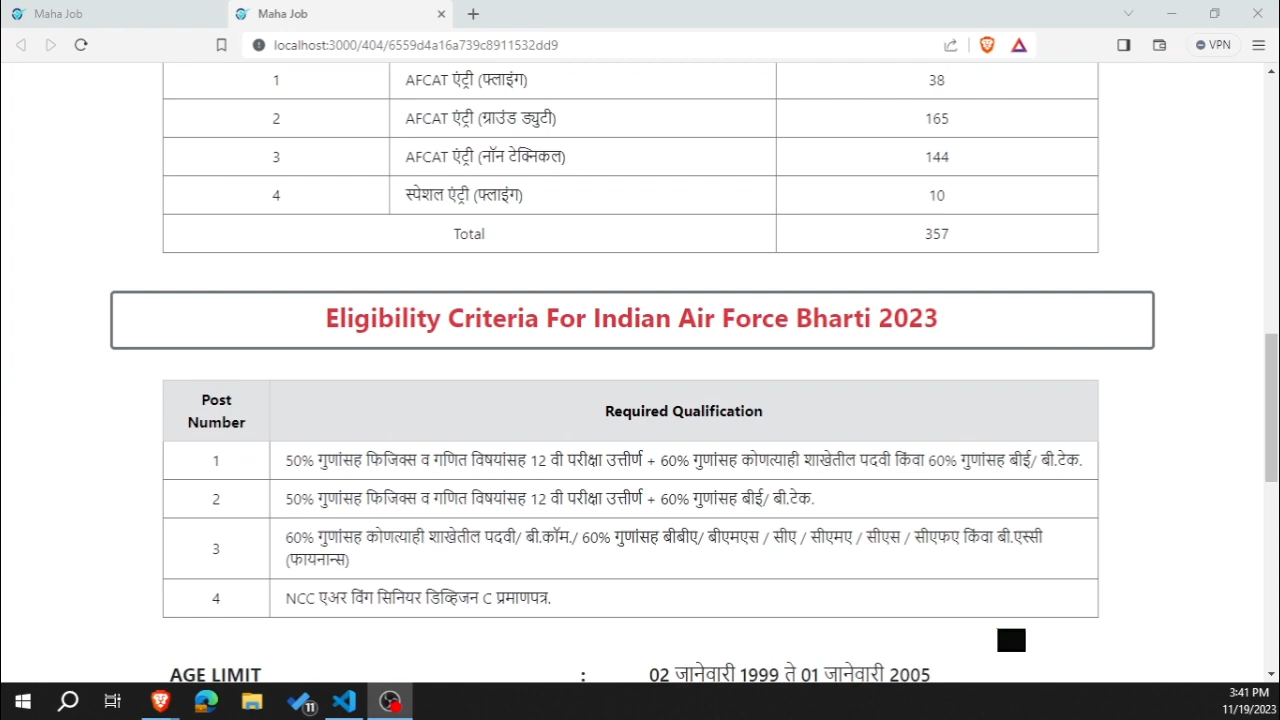 Maha Job
Maha Job
localhost:3000/404/6559d4a16a739c8911532dd9
VPN
1 AFCAT एंट्री (फ्लाइंग) 38
2 AFCAT एंट्री (ग्राउंड ड्युटी) 165
3 AFCAT एंट्री (नॉन टेक्निकल) 144
4 स्पेशल एंट्री (फ्लाइंग) 10
Total 357
Eligibility Criteria For Indian Air Force Bharti 2023
Post
Number
Required Qualification
1 50% गुणांसह फिजिक्स व गणित विषयांसह 12 वी परीक्षा उत्तीर्ण + 60% गुणांसह कोणत्याही शाखेतील पदवी किंवा 60% गुणांसह बीई/ बी.टेक.
2 50% गुणांसह फिजिक्स व गणित विषयांसह 12 वी परीक्षा उत्तीर्ण + 60% गुणांसह बीई/ बी.टेक.
3 60% गुणांसह कोणत्याही शाखेतील पदवी/ बी.कॉम./ 60% गुणांसह बीबीए/ बीएमएस / सीए / सीएमए / सीएस / सीएफए किंवा बी.एस्सी
(फायनान्स)
4 NCC एअर विंग सिनियर डिव्हिजन C प्रमाणपत्र.
AGE LIMIT : 02 जानेवारी 1999 ते 01 जानेवारी 2005
11
3:41 PM
11/19/2023